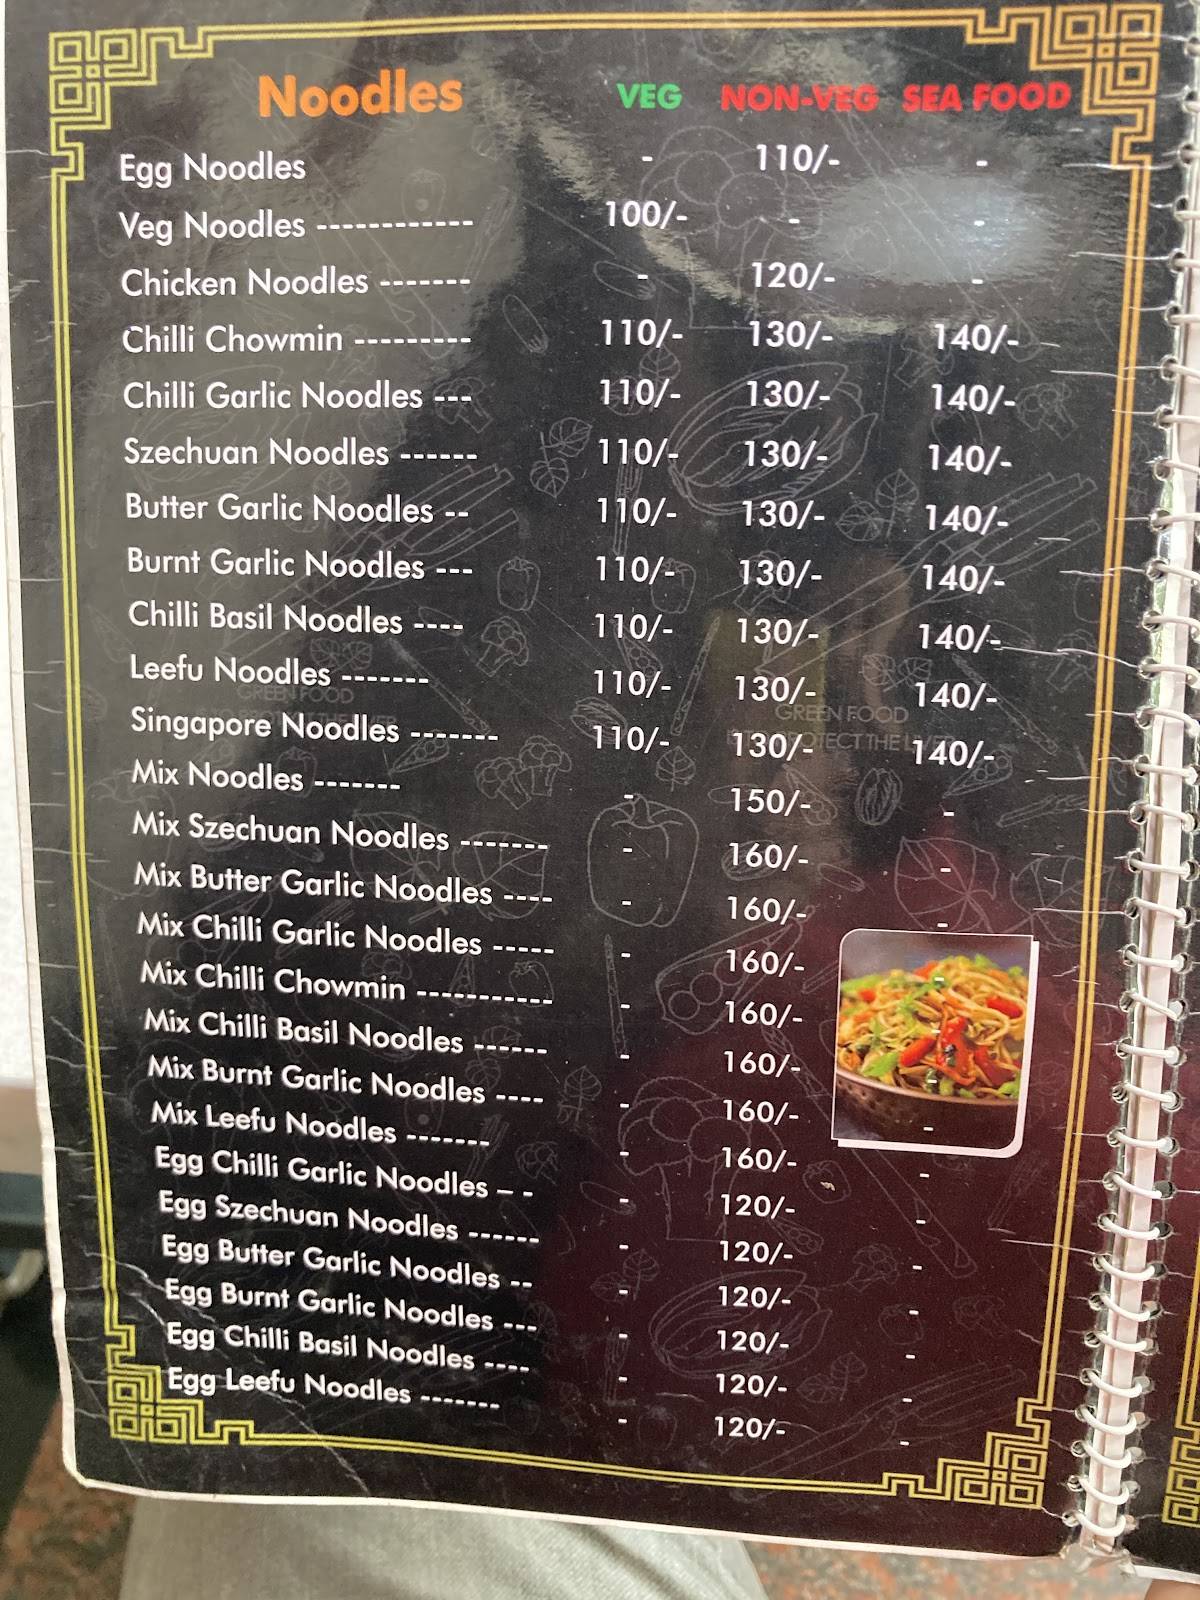 Noodles VEG NON-VEG SEA FOOD
Egg Noodles - 110/- -
Veg Noodles ------------ 100/- - -
Chicken Noodles ------- - 120/- -
Chilli Chowmin --------- 110/- 130/- 140/-
Chilli Garlic Noodles --- 110/- 130/- 140/-
Szechuan Noodles ------ 110/- 130/- 140/-
Butter Garlic Noodles -- 110/- 130/- 140/-
Burnt Garlic Noodles --- 110/- 130/- 140/-
Chilli Basil Noodles ---- 110/- 130/- 140/-
Leefu Noodles ------- 110/- 130/- 140/-
Singapore Noodles ------- 110/- 130/- 140/-
Mix Noodles ------- - 150/- -
Mix Szechuan Noodles ------- - 160/- -
Mix Butter Garlic Noodles ---- - 160/- -
Mix Chilli Garlic Noodles ----- - 160/- -
Mix Chilli Chowmin ----------- - 160/- -
Mix Chilli Basil Noodles ------ - 160/- -
Mix Burnt Garlic Noodles ---- - 160/- -
Mix Leefu Noodles ------- - 160/- -
Egg Chilli Garlic Noodles – - - 120/- -
Egg Szechuan Noodles ------ - 120/- -
Egg Butter Garlic Noodles -- - 120/- -
Egg Burnt Garlic Noodles --- - 120/- -
Egg Chilli Basil Noodles ---- - 120/- -
Egg Leefu Noodles ------- - 120/- -
GREEN FOOD
GREEN FOOD
PROTECT THE LIVER